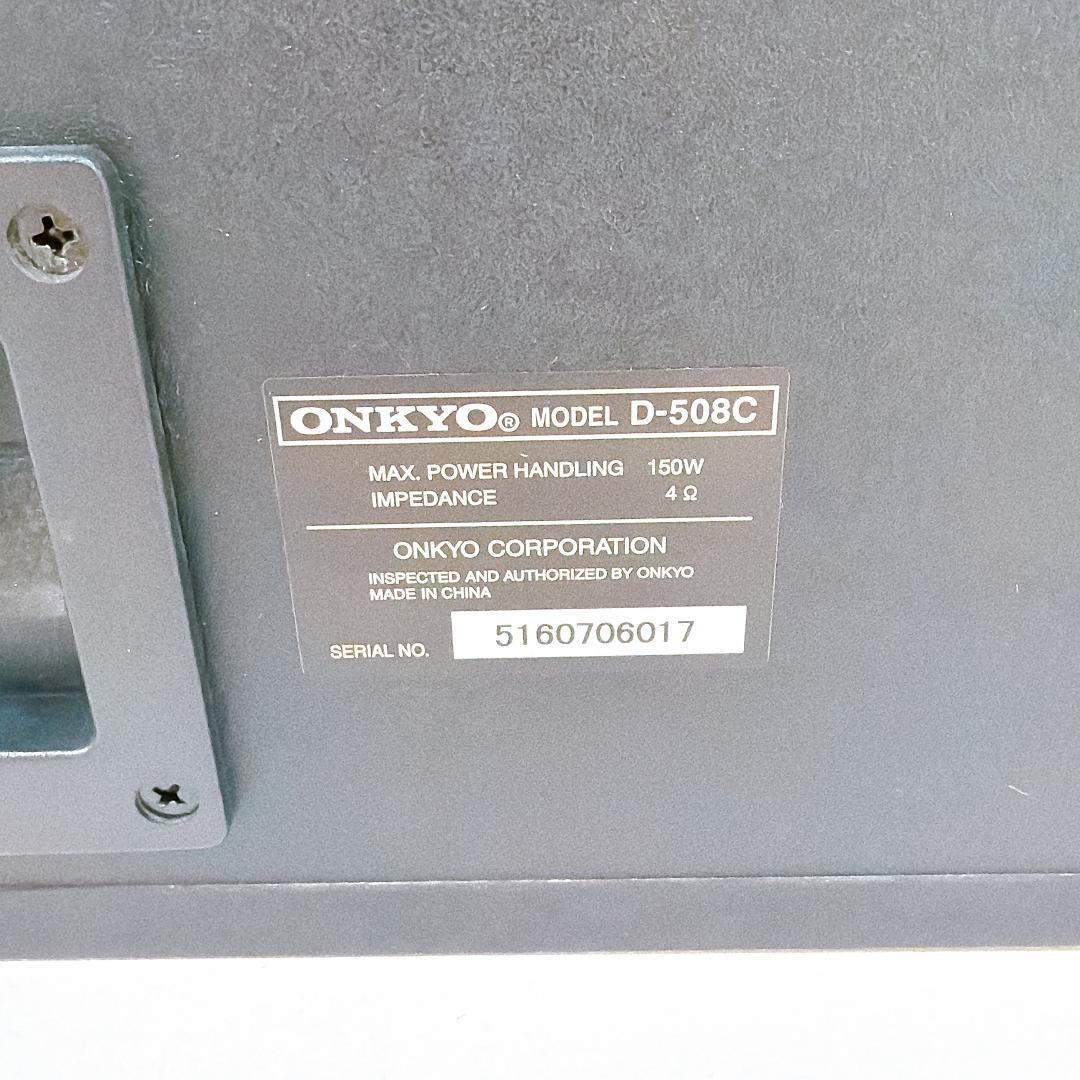 ONKYO® MODEL D-508C
MAX. POWER HANDLING 150W
IMPEDANCE 4 Ω
ONKYO CORPORATION
INSPECTED AND AUTHORIZED BY ONKYO
MADE IN CHINA
SERIAL NO. 5160706017